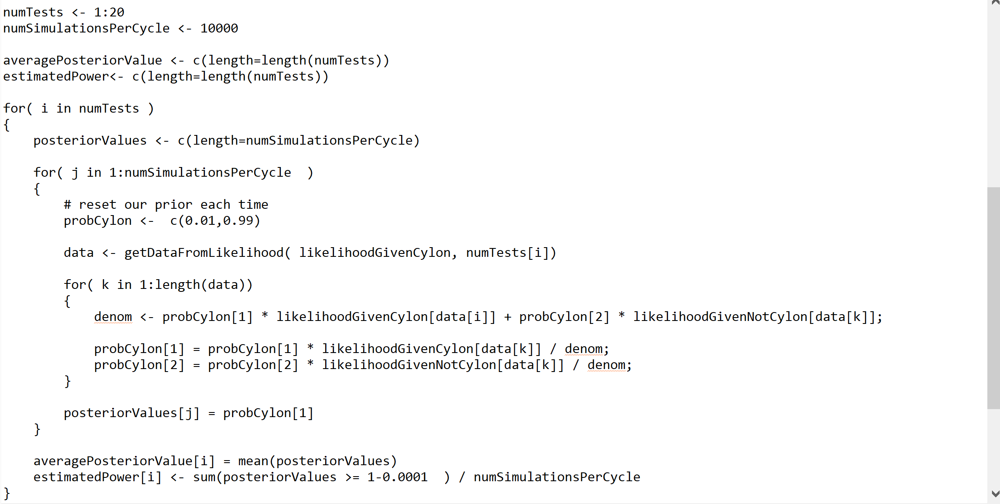 numTests <- 1:20
numSimulationsPerCycle <- 10000

averagePosteriorValue <- c(length=length(numTests))
estimatedPower<- c(length=length(numTests))

for( i in numTests )
{
    posteriorValues <- c(length=numSimulationsPerCycle)

    for( j in 1:numSimulationsPerCycle  )
    {
        # reset our prior each time
        probCylon <-  c(0.01,0.99)

        data <- getDataFromLikelihood( likelihoodGivenCylon, numTests[i])

        for( k in 1:length(data))
        {
            denom <- probCylon[1] * likelihoodGivenCylon[data[i]] + probCylon[2] * likelihoodGivenNotCylon[data[k]];

            probCylon[1] = probCylon[1] * likelihoodGivenCylon[data[k]] / denom;
            probCylon[2] = probCylon[2] * likelihoodGivenNotCylon[data[k]] / denom;
        }

        posteriorValues[j] = probCylon[1]
    }

    averagePosteriorValue[i] = mean(posteriorValues)
    estimatedPower[i] <- sum(posteriorValues >= 1-0.0001  ) / numSimulationsPerCycle
}